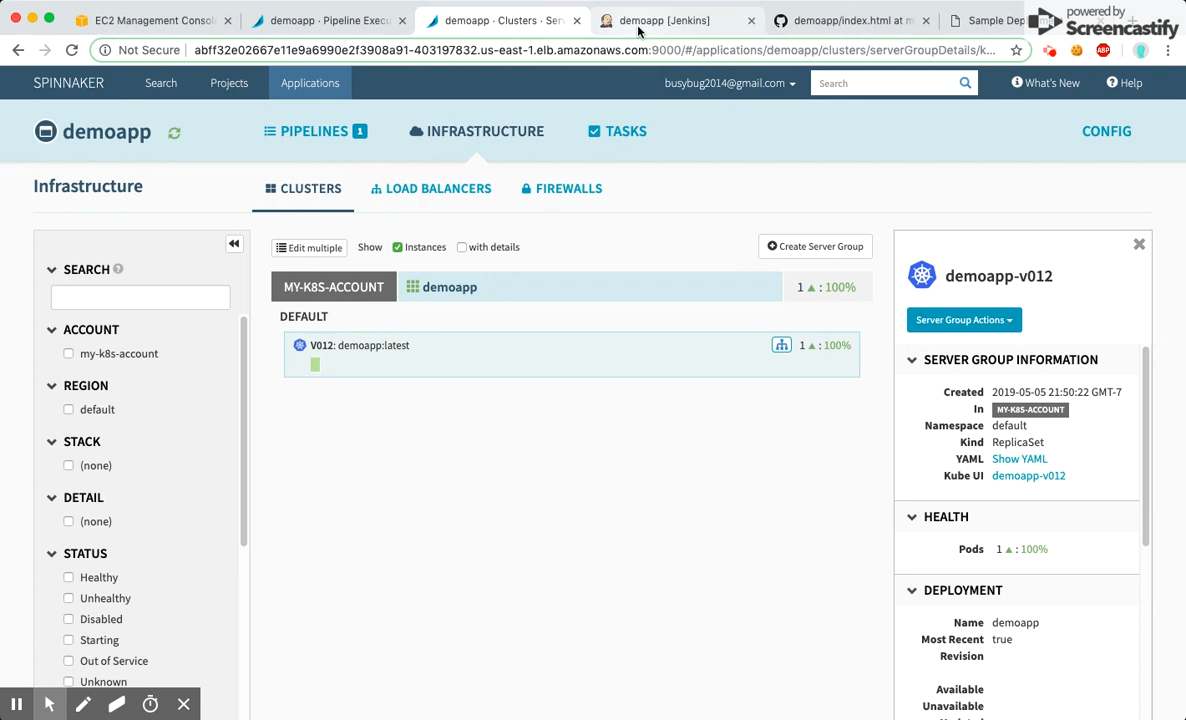 EC2 Management Conso
demoapp · Pipeline Execu
demoapp · Clusters · Ser
demoapp [Jenkins]
demoapp/index.html at m
Sample Dep
powered by
Screencastify
Not Secure
abff32e02667e11e9a6990e2f3908a91-403197832.us-east-1.elb.amazonaws.com:9000/#/applications/demoapp/clusters/serverGroupDetails/k...
ABP
SPINNAKER
Search
Projects
Applications
busybug2014@gmail.com
Search
What's New
Help
demoapp
PIPELINES 1
INFRASTRUCTURE
TASKS
CONFIG
Infrastructure
CLUSTERS
LOAD BALANCERS
FIREWALLS
SEARCH
ACCOUNT
my-k8s-account
REGION
default
STACK
(none)
DETAIL
(none)
STATUS
Healthy
Unhealthy
Disabled
Starting
Out of Service
Unknown
Edit multiple
Show
Instances
with details
Create Server Group
MY-K8S-ACCOUNT
demoapp
1 : 100%
DEFAULT
V012: demoapp:latest
1 : 100%
demoapp-v012
Server Group Actions
SERVER GROUP INFORMATION
Created 2019-05-05 21:50:22 GMT-7
In MY-K8S-ACCOUNT
Namespace default
Kind ReplicaSet
YAML Show YAML
Kube UI demoapp-v012
HEALTH
Pods 1 : 100%
DEPLOYMENT
Name demoapp
Most Recent true
Revision
Available
Unavailable